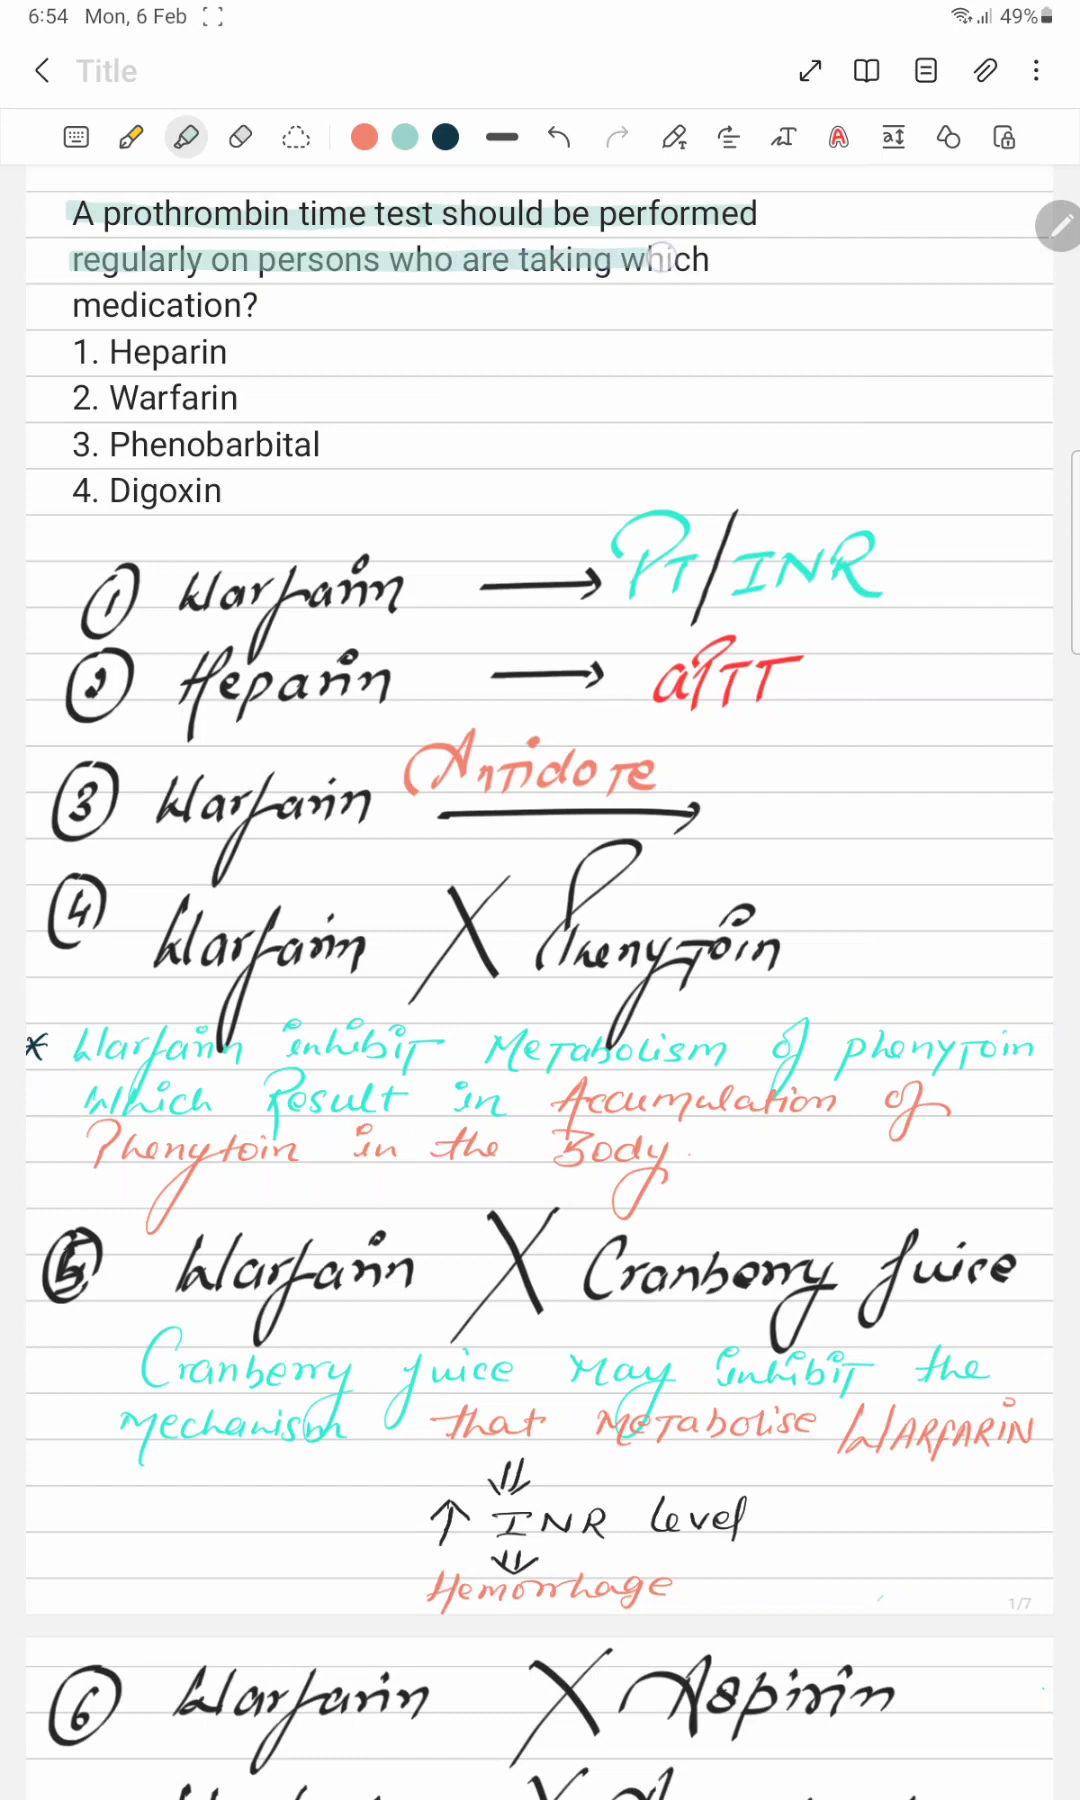 6:54 Mon, 6 Feb 49%
Title
A prothrombin time test should be performed
regularly on persons who are taking which
medication?
1. Heparin
2. Warfarin
3. Phenobarbital
4. Digoxin
① Warfarin → PT/INR
② Heparin → aPTT
③ Warfarin Antidote →
④ Warfarin X Phenytoin
* Warfarin inhibit Metabolism of phenytoin
Which Result in Accumulation of
Phenytoin in the Body.
⑤ Warfarin X Cranberry Juice
Cranberry juice May inhibit the
Mechanism that Metabolise WARFARIN
⇓
↑ INR level
⇓
Hemorrhage
1/7
⑥ Warfarin X Aspirin